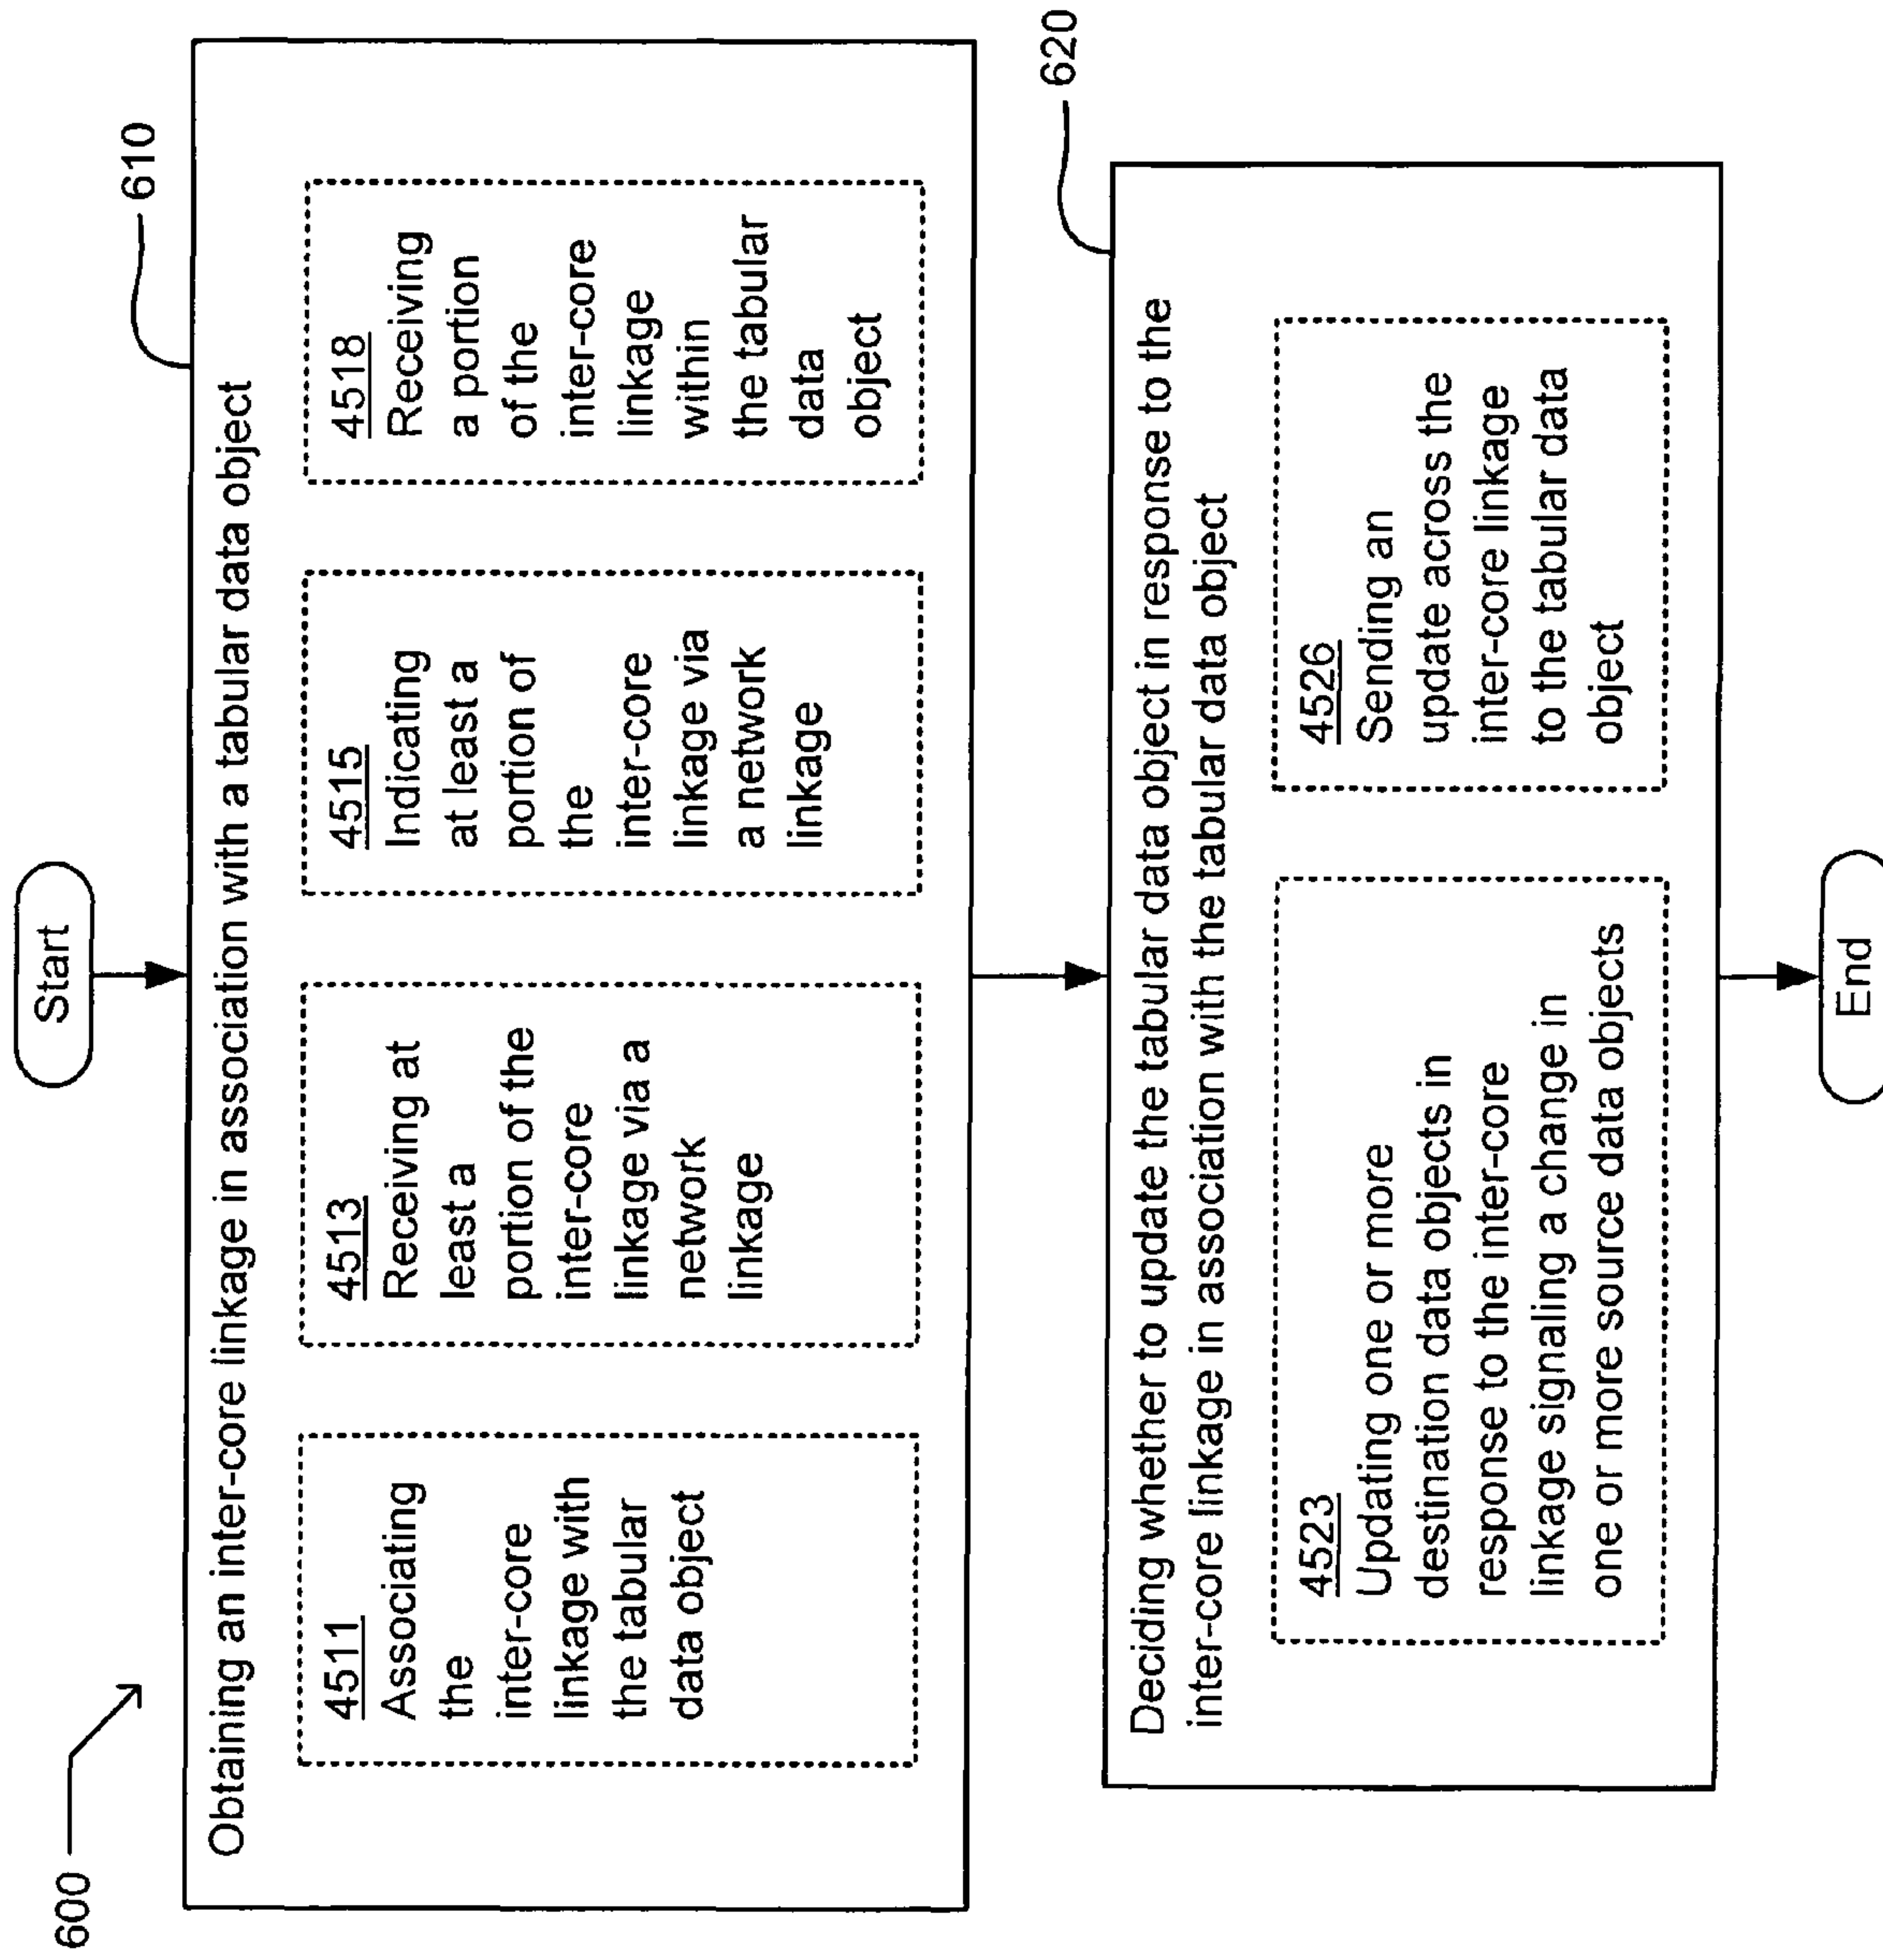 600
Start
610
Obtaining an inter-core linkage in association with a tabular data object
4511
Associating
the
inter-core
linkage with
the tabular
data object
4513
Receiving at
least a
portion of the
inter-core
linkage via a
network
linkage
4515
Indicating
at least a
portion of
the
inter-core
linkage via
a network
linkage
4518
Receiving
a portion
of the
inter-core
linkage
within
the tabular
data
object
620
Deciding whether to update the tabular data object in response to the
inter-core linkage in association with the tabular data object
4523
Updating one or more
destination data objects in
response to the inter-core
linkage signaling a change in
one or more source data objects
4526
Sending an
update across the
inter-core linkage
to the tabular data
object
End